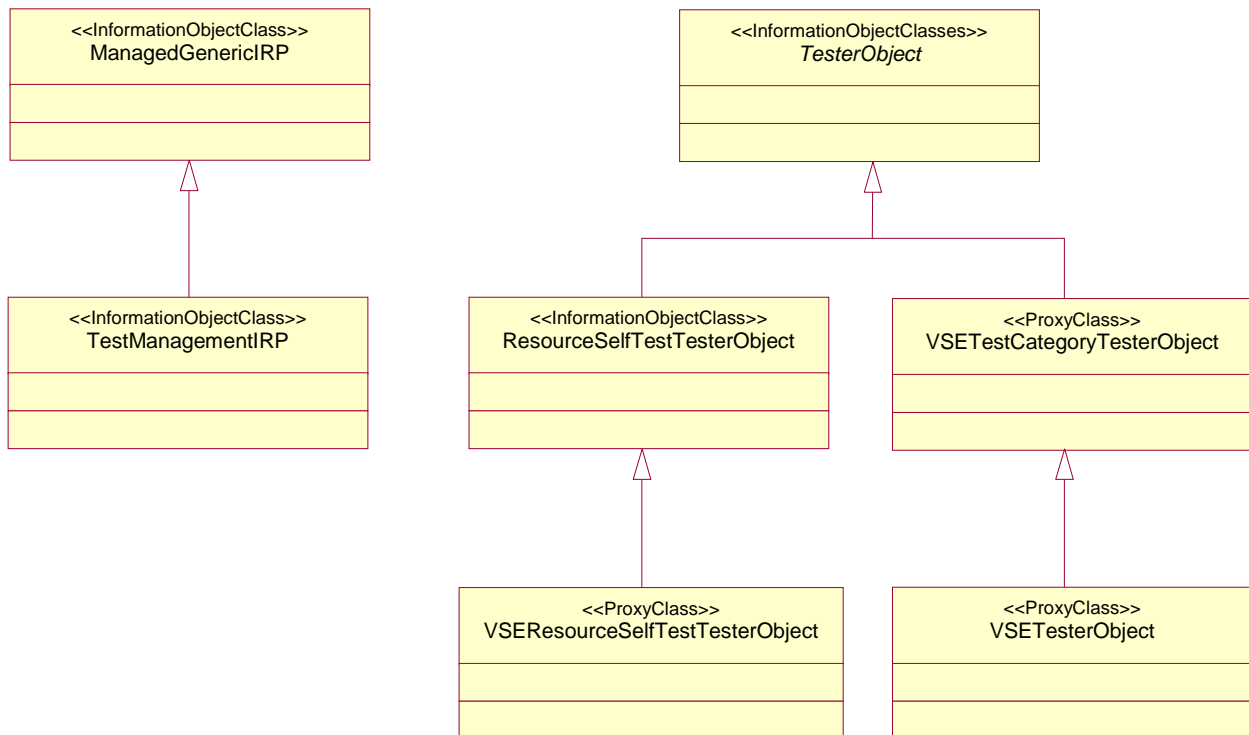 <<InformationObjectClass>>
ManagedGenericIRP
<<InformationObjectClasses>>
TesterObject
<<InformationObjectClass>>
TestManagementIRP
<<InformationObjectClass>>
ResourceSelfTestTesterObject
<<ProxyClass>>
VSETestCategoryTesterObject
<<ProxyClass>>
VSEResourceSelfTestTesterObject
<<ProxyClass>>
VSETesterObject